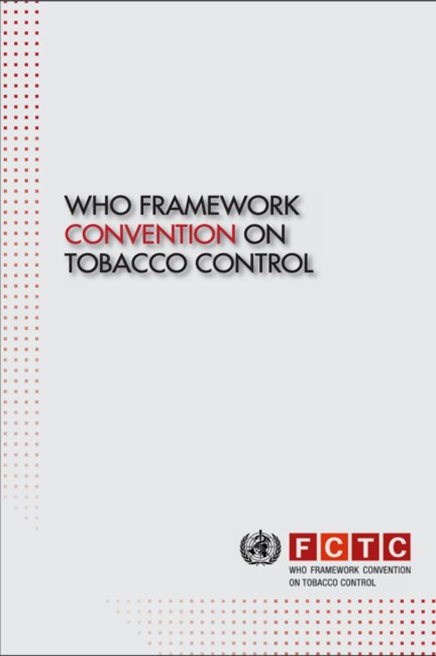 WHO FRAMEWORK
CONVENTION ON
TOBACCO CONTROL
FCTC
WHO FRAMEWORK CONVENTION
ON TOBACCO CONTROL